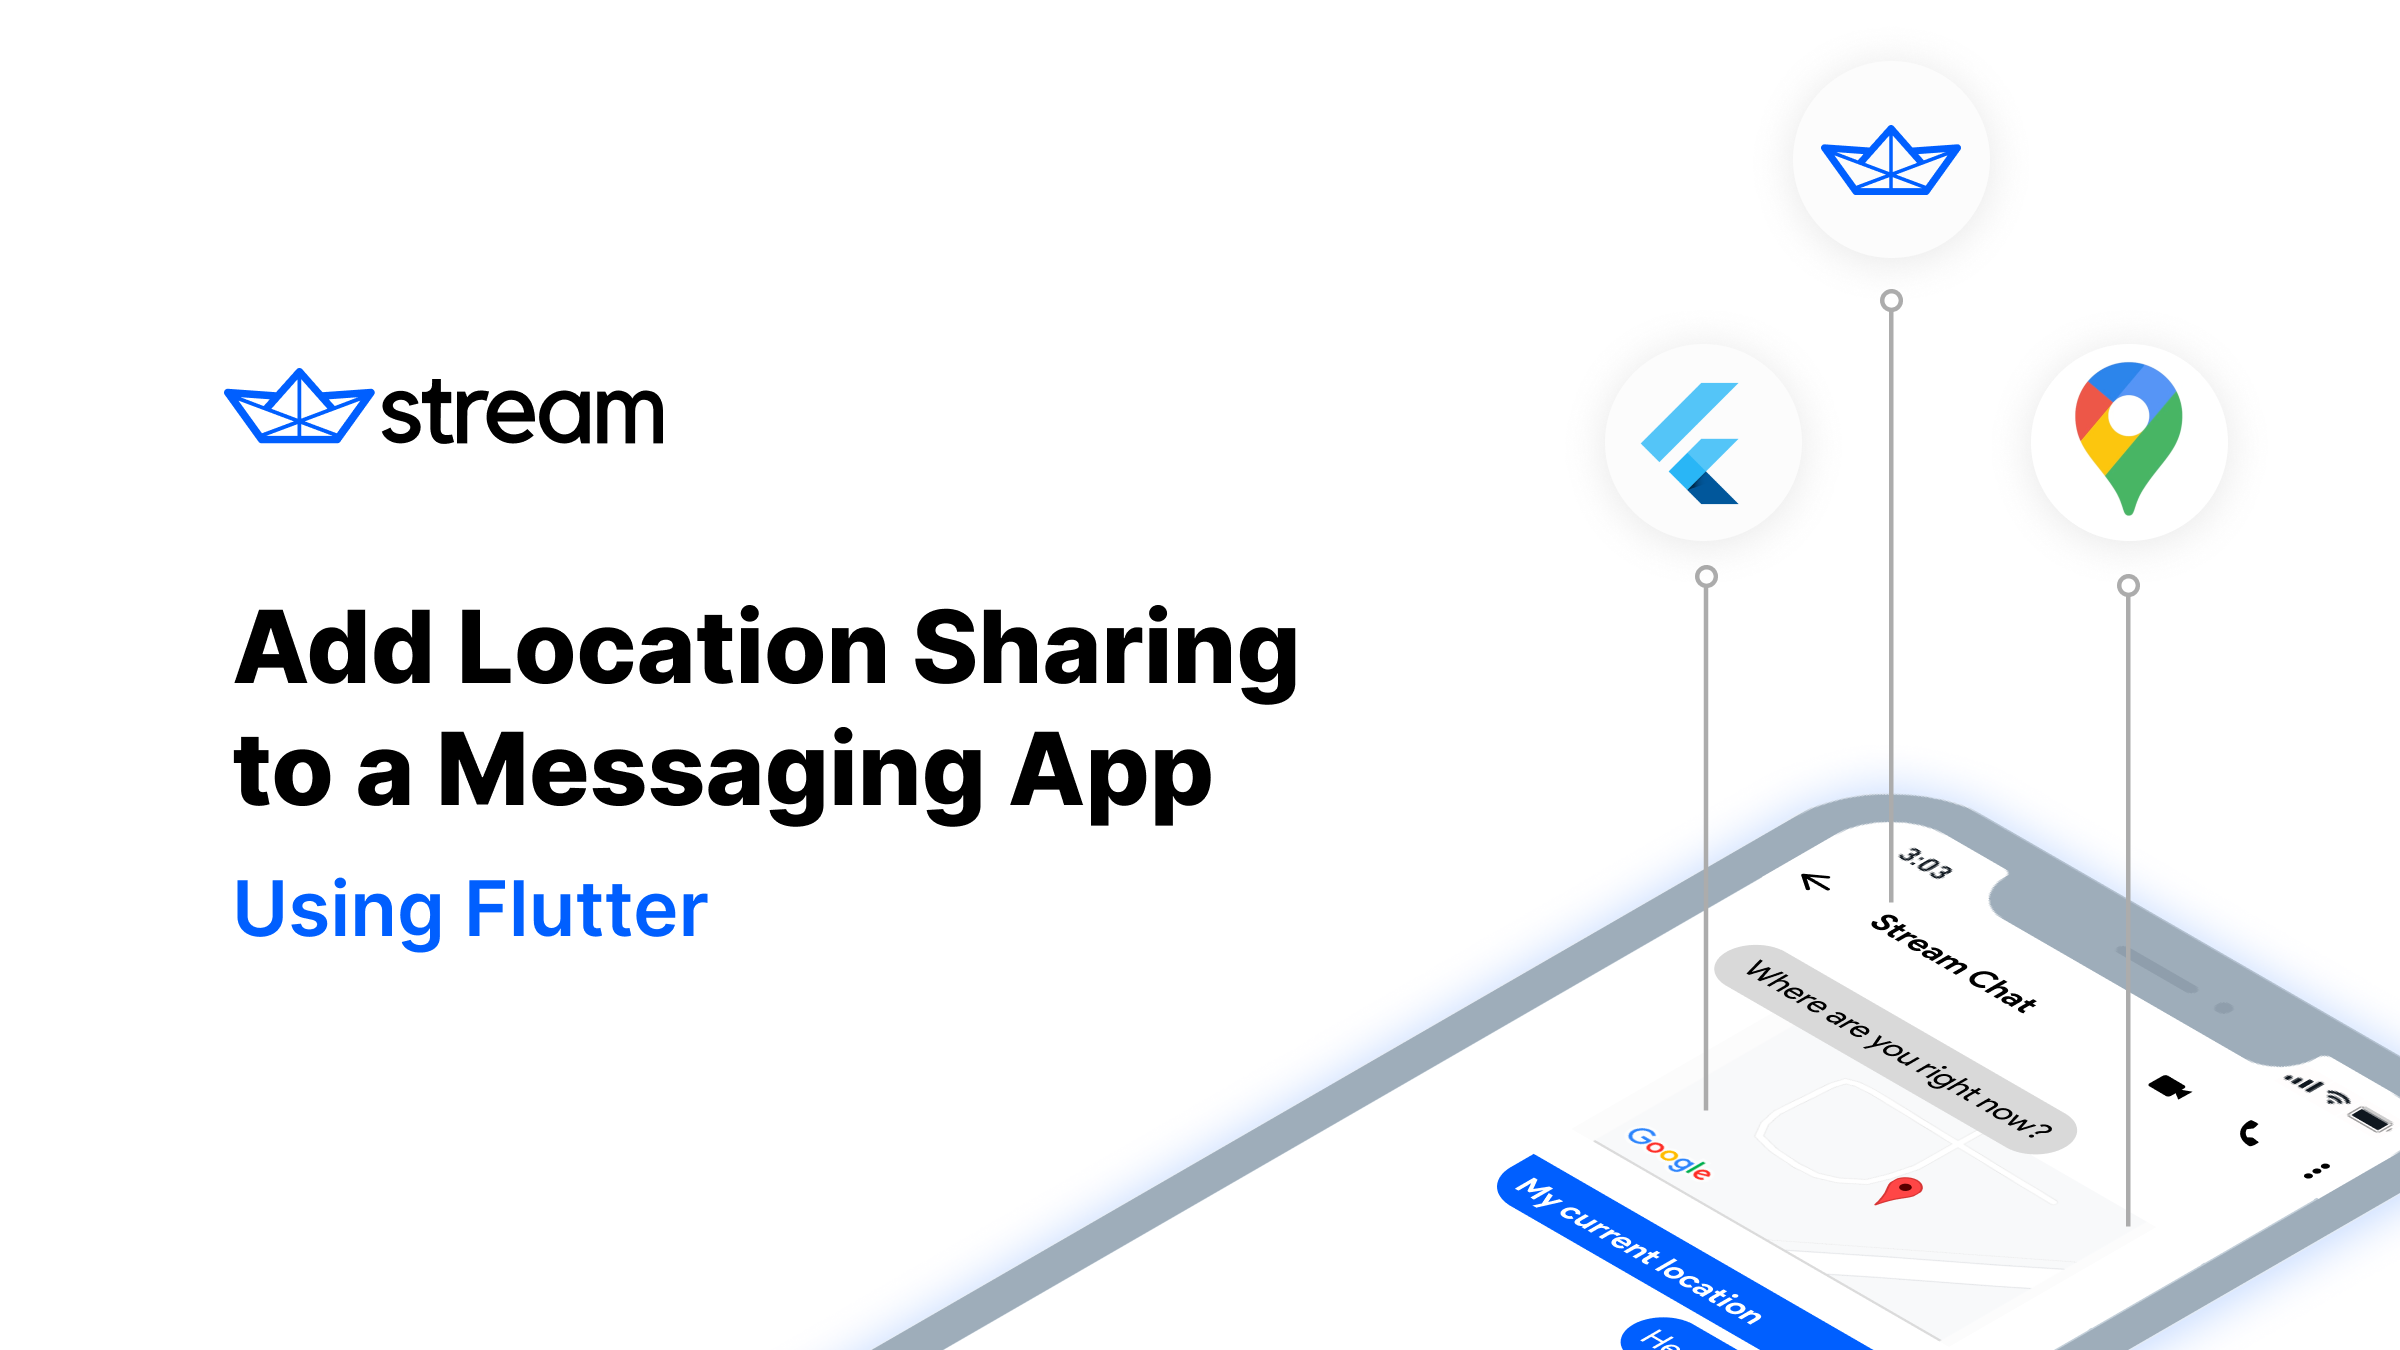 stream
Add Location Sharing
to a Messaging App
Using Flutter
3:03
Stream Chat
Where are you right now?
Google
My current location